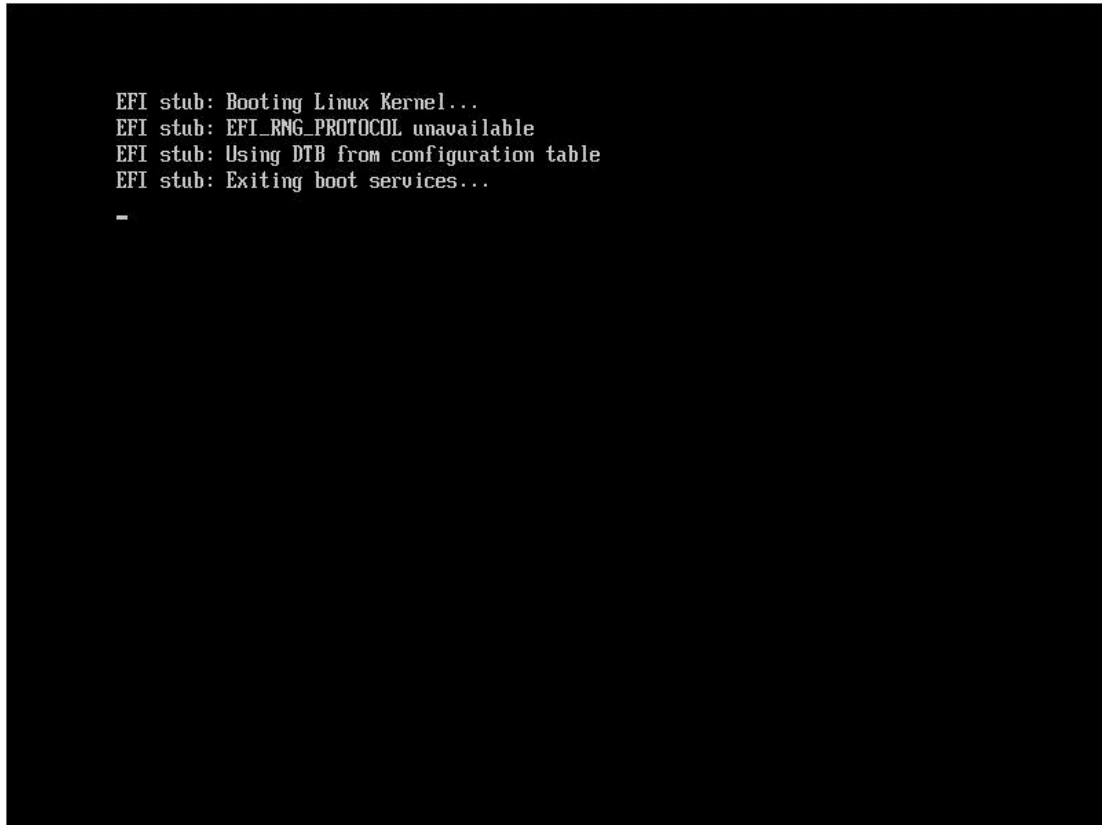 EFI stub: Booting Linux Kernel...
EFI stub: EFI_RNG_PROTOCOL unavailable
EFI stub: Using DTB from configuration table
EFI stub: Exiting boot services...